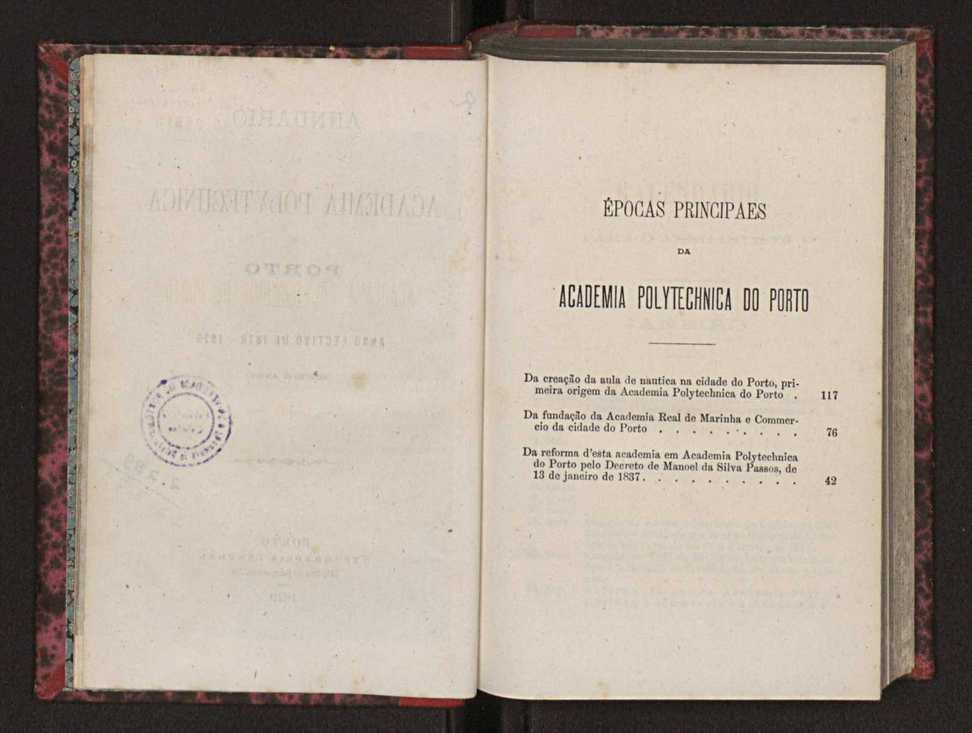 ÉPOCAS PRINCIPAES
DA
ACADEMIA POLYTECHNICA DO PORTO
Da creação da aula de nautica na cidade do Porto, pri-
meira origem da Academia Polytechnica do Porto . 117
Da fundação da Academia Real de Marinha e Commer-
cio da cidade do Porto . . . . . . . . . 76
Da reforma d'esta academia em Academia Polytechnica
do Porto pelo Decreto de Manoel da Silva Passos, de
13 de janeiro de 1837. . . . . . . . . . 42